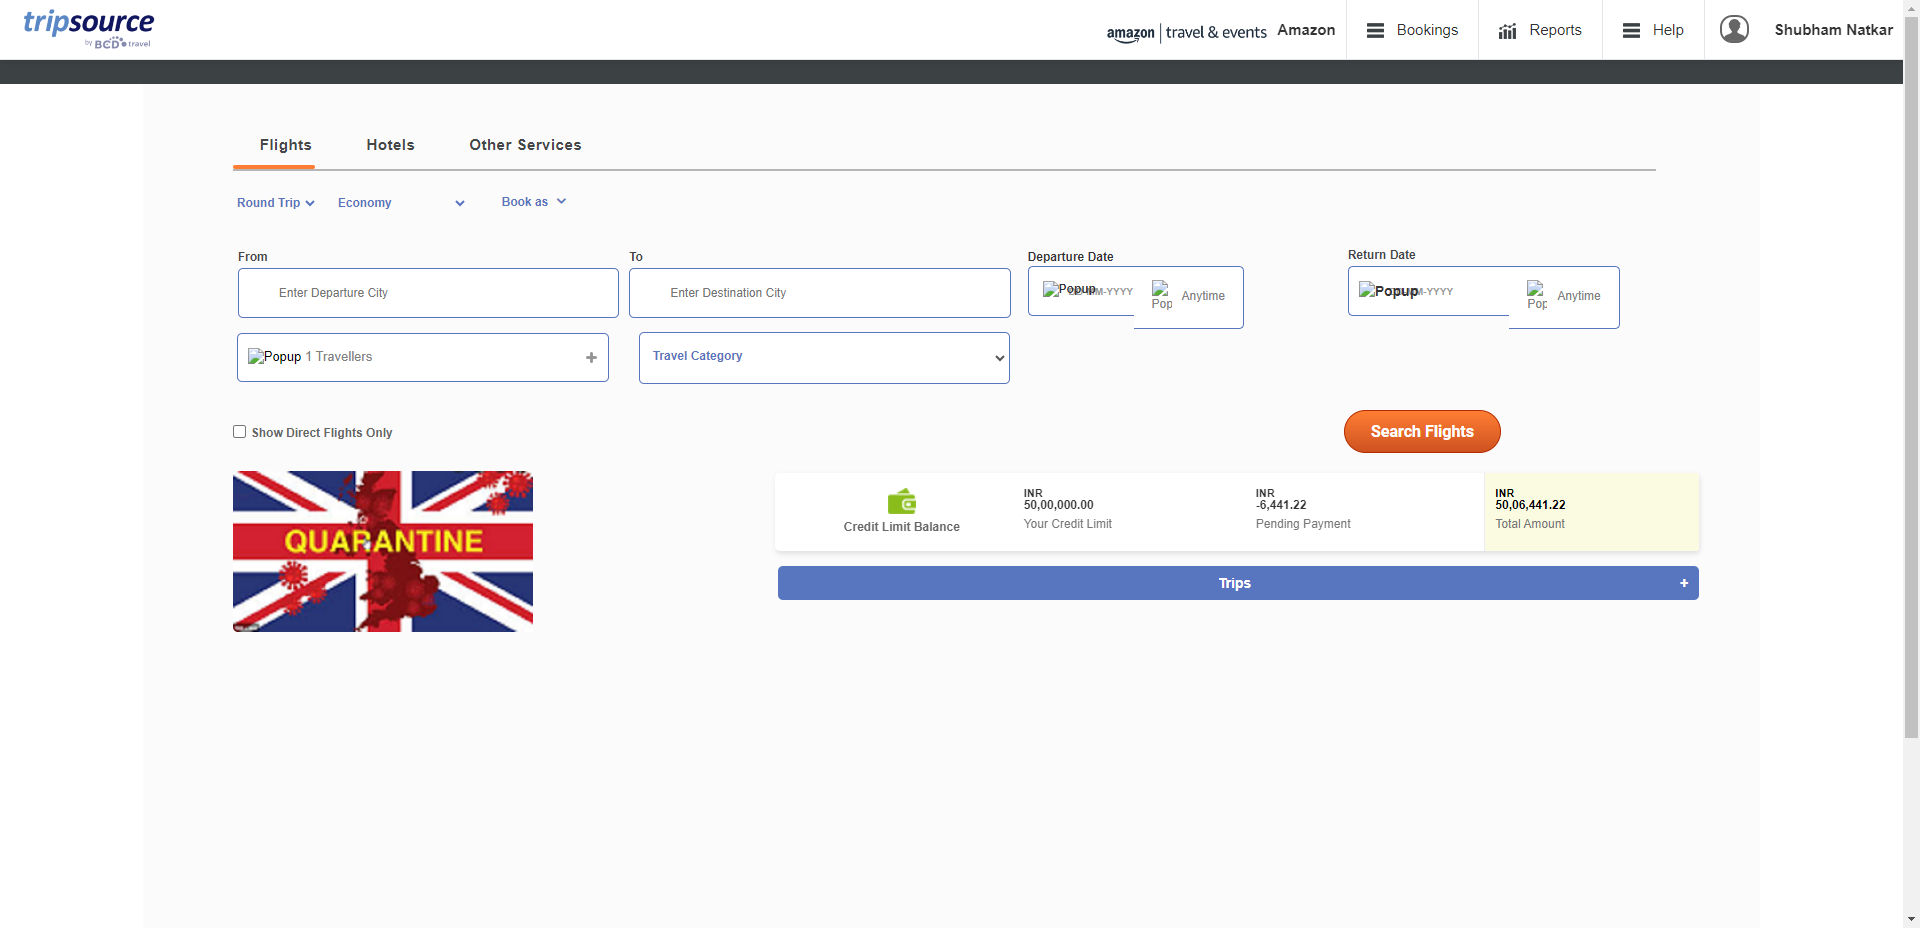 tripsource
by BCD travel
amazon | travel & events Amazon
Bookings
Reports
Help
Shubham Natkar
Flights
Hotels
Other Services
Round Trip
Economy
Book as
From
To
Departure Date
Return Date
Enter Departure City
Enter Destination City
Popup
MM-YYYY
Pop
Anytime
Popup
M-YYYY
Pop
Anytime
Popup 1 Travellers +
Travel Category
Show Direct Flights Only
Search Flights
QUARANTINE
Credit Limit Balance
INR
50,00,000.00
Your Credit Limit
INR
-6,441.22
Pending Payment
INR
50,06,441.22
Total Amount
Trips +